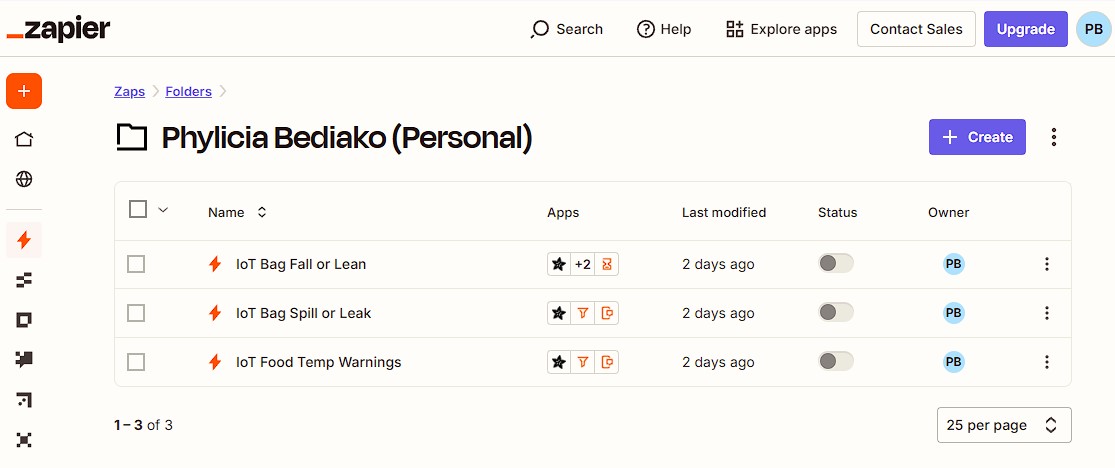 zapier Search Help Explore apps Contact Sales Upgrade PB
Zaps Folders
Phylicia Bediako (Personal) Create
Name Apps Last modified Status Owner
IoT Bag Fall or Lean +2 2 days ago PB
IoT Bag Spill or Leak 2 days ago PB
IoT Food Temp Warnings 2 days ago PB
1 – 3 of 3 25 per page